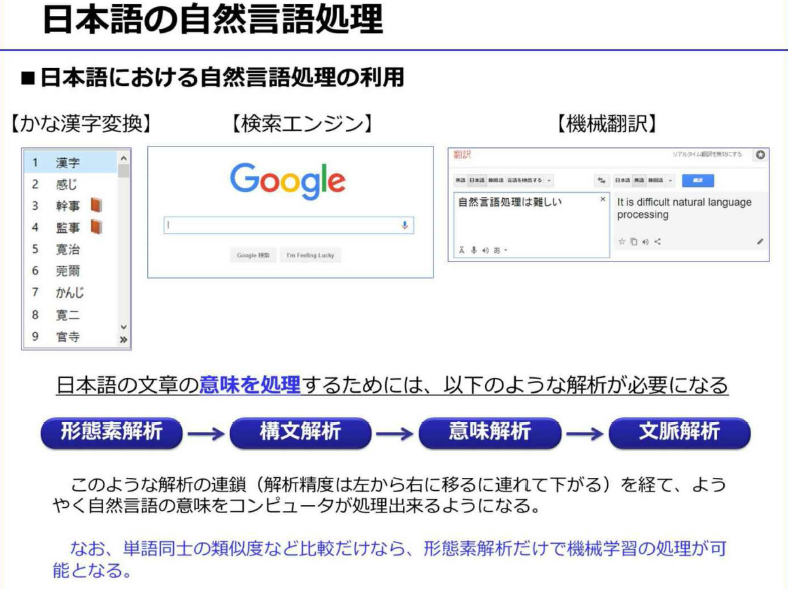 日本語の自然言語処理
■日本語における自然言語処理の利用
【かな漢字変換】
1 漢字
2 感じ
3 幹事
4 監事
5 寛治
6 莞爾
7 かんじ
8 寛二
9 官寺
【検索エンジン】
Google
Google 検索 I'm Feeling Lucky
【機械翻訳】
翻訳
リアルタイム翻訳を無効にする
英語 日本語 韓国語 言語を検出する
日本語 英語 韓国語 翻訳
自然言語処理は難しい
あ
It is difficult natural language
processing
日本語の文章の意味を処理するためには、以下のような解析が必要になる
形態素解析 → 構文解析 → 意味解析 → 文脈解析
このような解析の連鎖（解析精度は左から右に移るに連れて下がる）を経て、よう
やく自然言語の意味をコンピュータが処理出来るようになる。
なお、単語同士の類似度など比較だけなら、形態素解析だけで機械学習の処理が可
能となる。